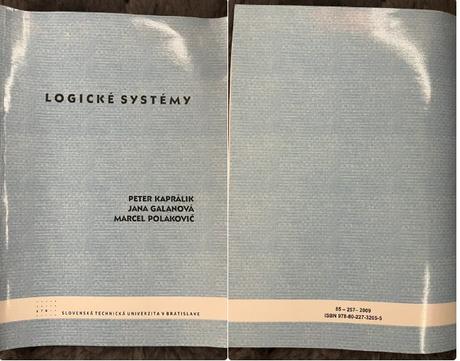 LOGICKÉ SYSTÉMY
PETER KAPRÁLIK
JANA GALANOVÁ
MARCEL POLAKOVIČ
STU
SLOVENSKÁ TECHNICKÁ UNIVERZITA V BRATISLAVE
85 – 257 – 2009
ISBN 978-80-227-3205-5